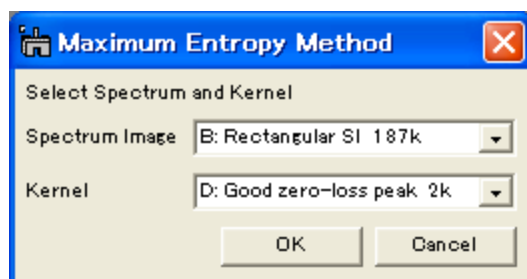 Maximum Entropy Method
Select Spectrum and Kernel
Spectrum Image B: Rectangular SI 187k
Kernel D: Good zero-loss peak 2k
OK Cancel